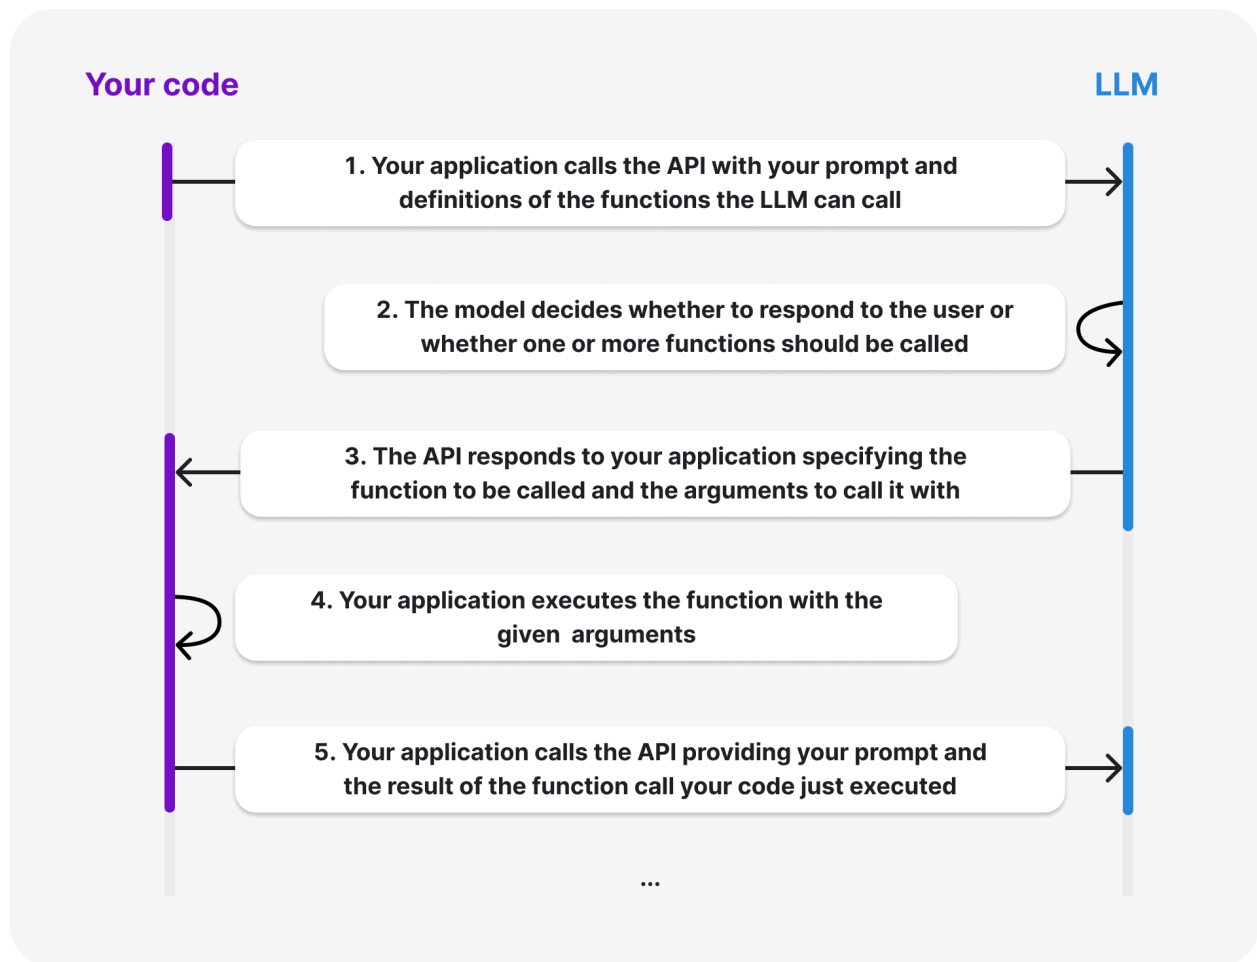 Your code
LLM
1. Your application calls the API with your prompt and
definitions of the functions the LLM can call
2. The model decides whether to respond to the user or
whether one or more functions should be called
3. The API responds to your application specifying the
function to be called and the arguments to call it with
4. Your application executes the function with the
given  arguments
5. Your application calls the API providing your prompt and
the result of the function call your code just executed
...